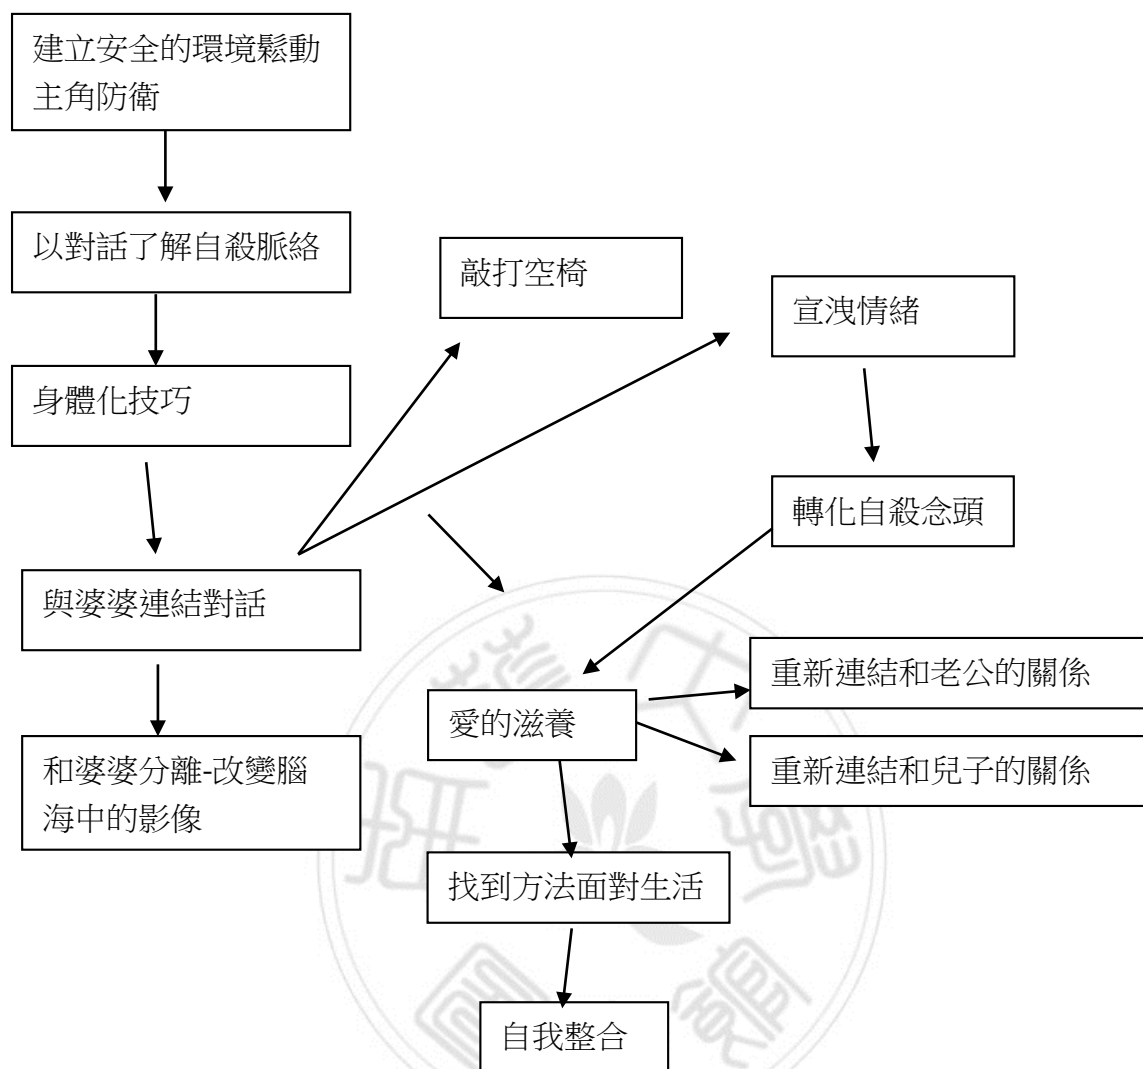 建立安全的環境鬆動
主角防衛
以對話了解自殺脈絡
敲打空椅
宣洩情緒
身體化技巧
轉化自殺念頭
與婆婆連結對話
重新連結和老公的關係
愛的滋養
和婆婆分離-改變腦
海中的影像
重新連結和兒子的關係
找到方法面對生活
自我整合